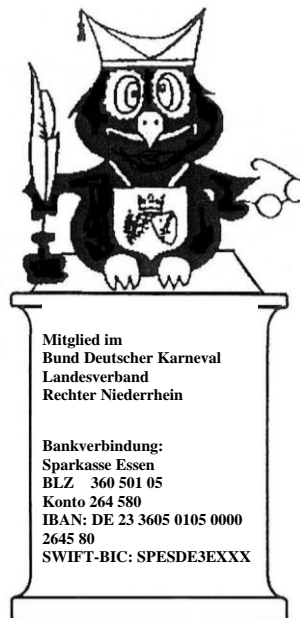 Mitglied im
Bund Deutscher Karneval
Landesverband
Rechter Niederrhein
Bankverbindung:
Sparkasse Essen
BLZ 360 501 05
Konto 264 580
IBAN: DE 23 3605 0105 0000
2645 80
SWIFT-BIC: SPESDE3EXXX